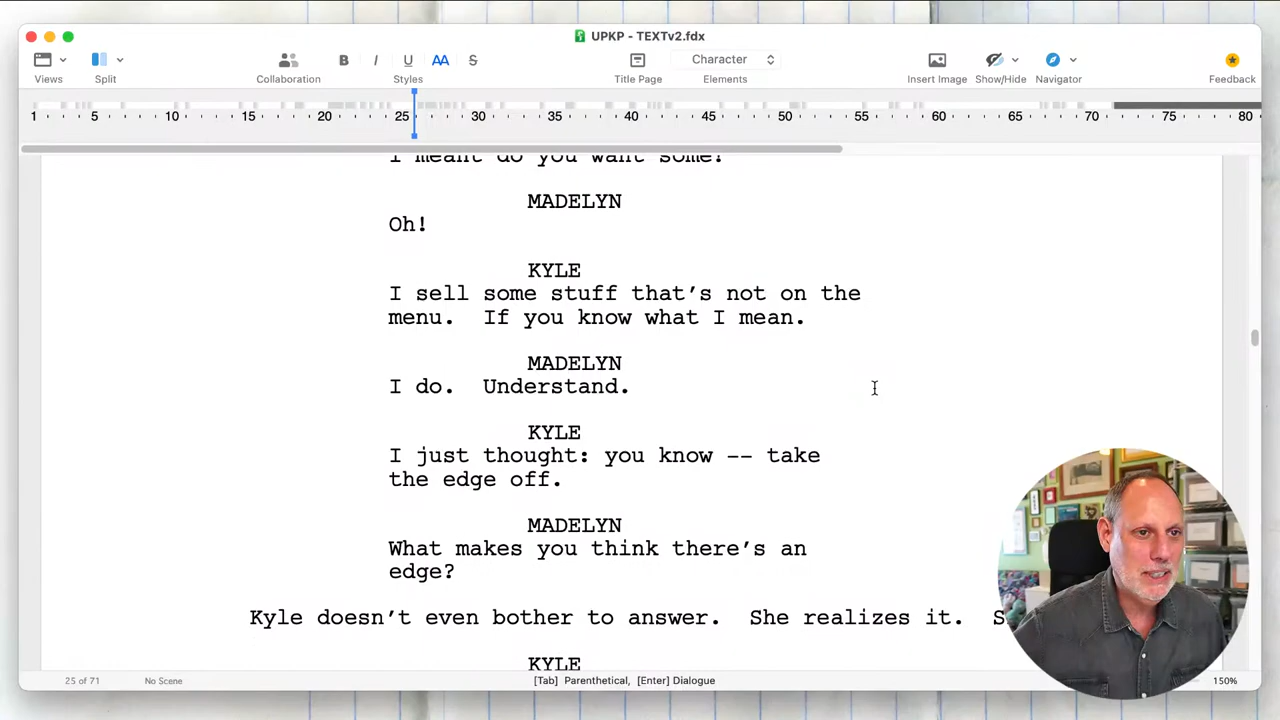 UPKP - TEXTv2.fdx
B I U AA S Character
Views Split Collaboration Styles Title Page Elements Insert Image Show/Hide Navigator Feedback
1 5 10 15 20 25 30 35 40 45 50 55 60 65 70 75 80
I meant do you want some?
MADELYN
Oh!
KYLE
I sell some stuff that's not on the
menu.  If you know what I mean.
MADELYN
I do.  Understand.
KYLE
I just thought: you know -- take
the edge off.
MADELYN
What makes you think there's an
edge?
Kyle doesn't even bother to answer.  She realizes it.  S
KYLE
25 of 71 No Scene [Tab] Parenthetical, [Enter] Dialogue 150%